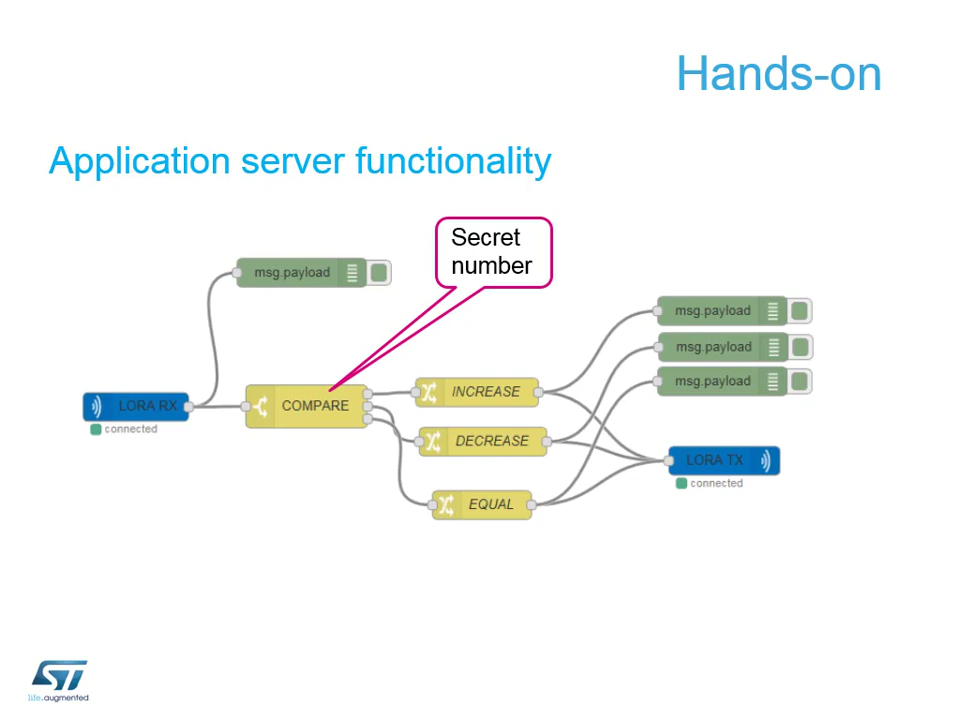 Hands-on
Application server functionality
Secret
number
msg.payload
msg.payload
msg.payload
msg.payload
LORA RX
connected
COMPARE
INCREASE
DECREASE
EQUAL
LORA TX
connected
ST
life.augmented